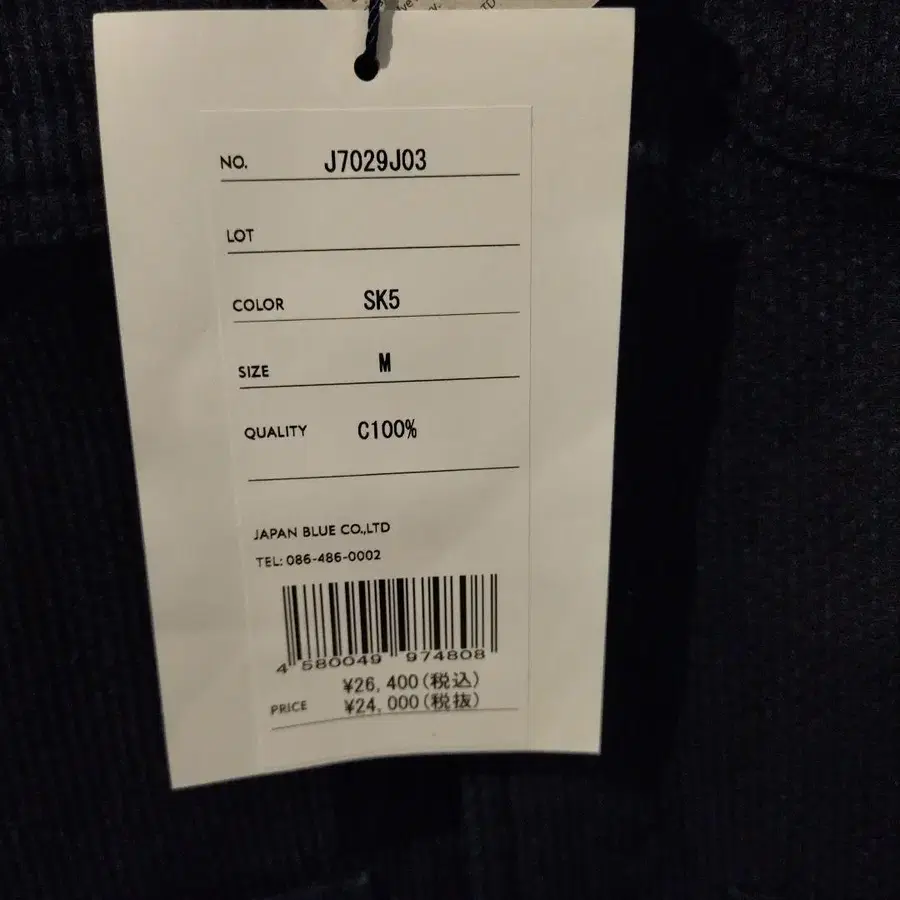 NO. J7029J03
LOT
COLOR SK5
SIZE M
QUALITY C100%
JAPAN BLUE CO.,LTD
TEL: 086-486-0002
4 580049 974808
¥26,400(税込)
PRICE ¥24,000(税抜)